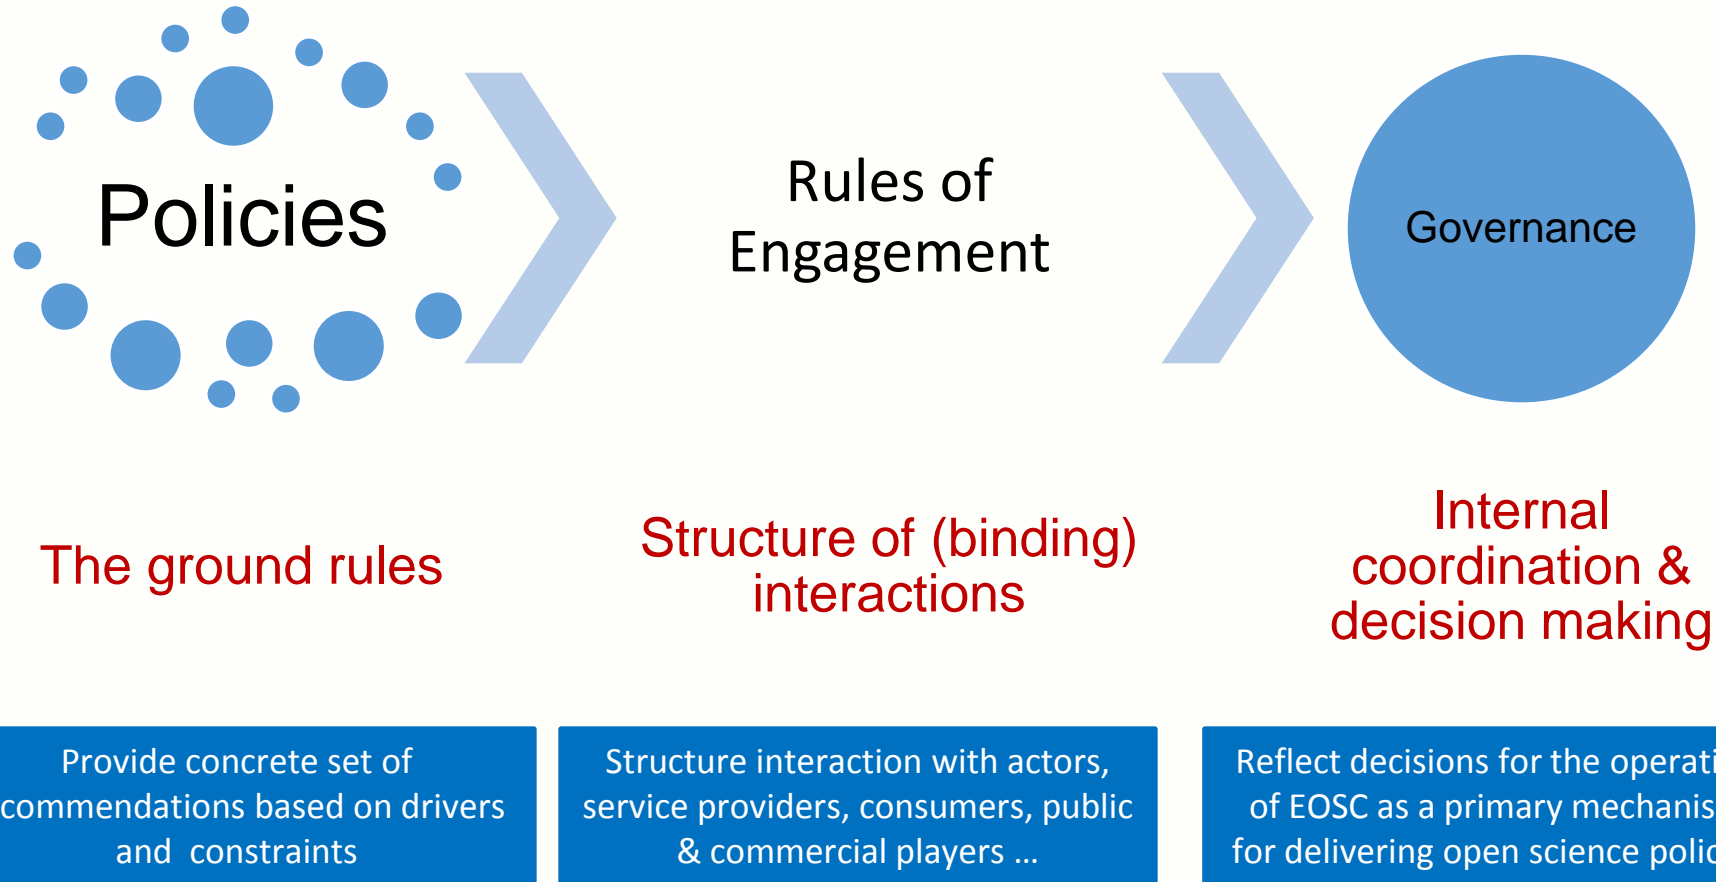 Policies
Rules of
Engagement
Governance
The ground rules
Structure of (binding)
interactions
Internal
coordination &
decision making
Provide concrete set of
commendations based on drivers
and constraints
Structure interaction with actors,
service providers, consumers, public
& commercial players ...
Reflect decisions for the operati
of EOSC as a primary mechanis
for delivering open science polic